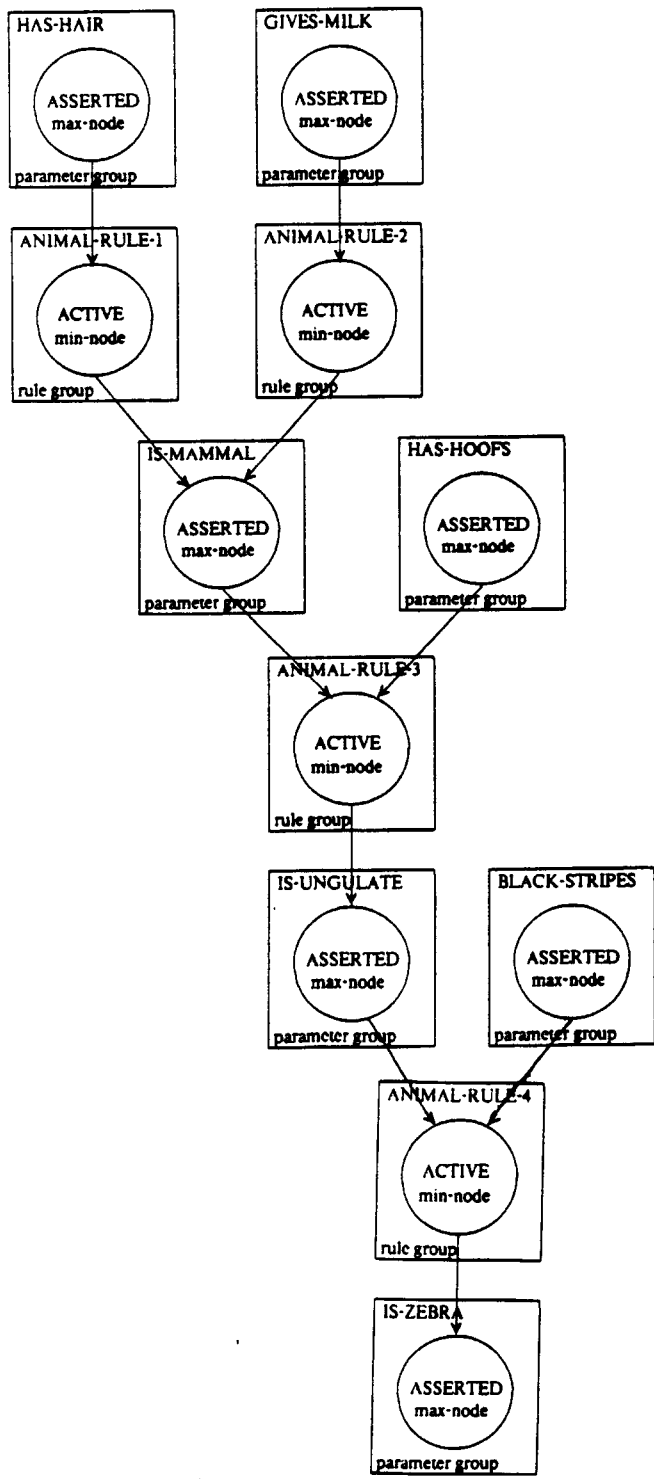 HAS-HAIR
ASSERTED
max-node
parameter group
GIVES-MILK
ASSERTED
max-node
parameter group
ANIMAL-RULE-1
ACTIVE
min-node
rule group
ANIMAL-RULE-2
ACTIVE
min-node
rule group
IS-MAMMAL
ASSERTED
max-node
parameter group
HAS-HOOFS
ASSERTED
max-node
parameter group
ANIMAL-RULE-3
ACTIVE
min-node
rule group
IS-UNGULATE
ASSERTED
max-node
parameter group
BLACK-STRIPES
ASSERTED
max-node
parameter group
ANIMAL-RULE-4
ACTIVE
min-node
rule group
IS-ZEBRA
ASSERTED
max-node
parameter group